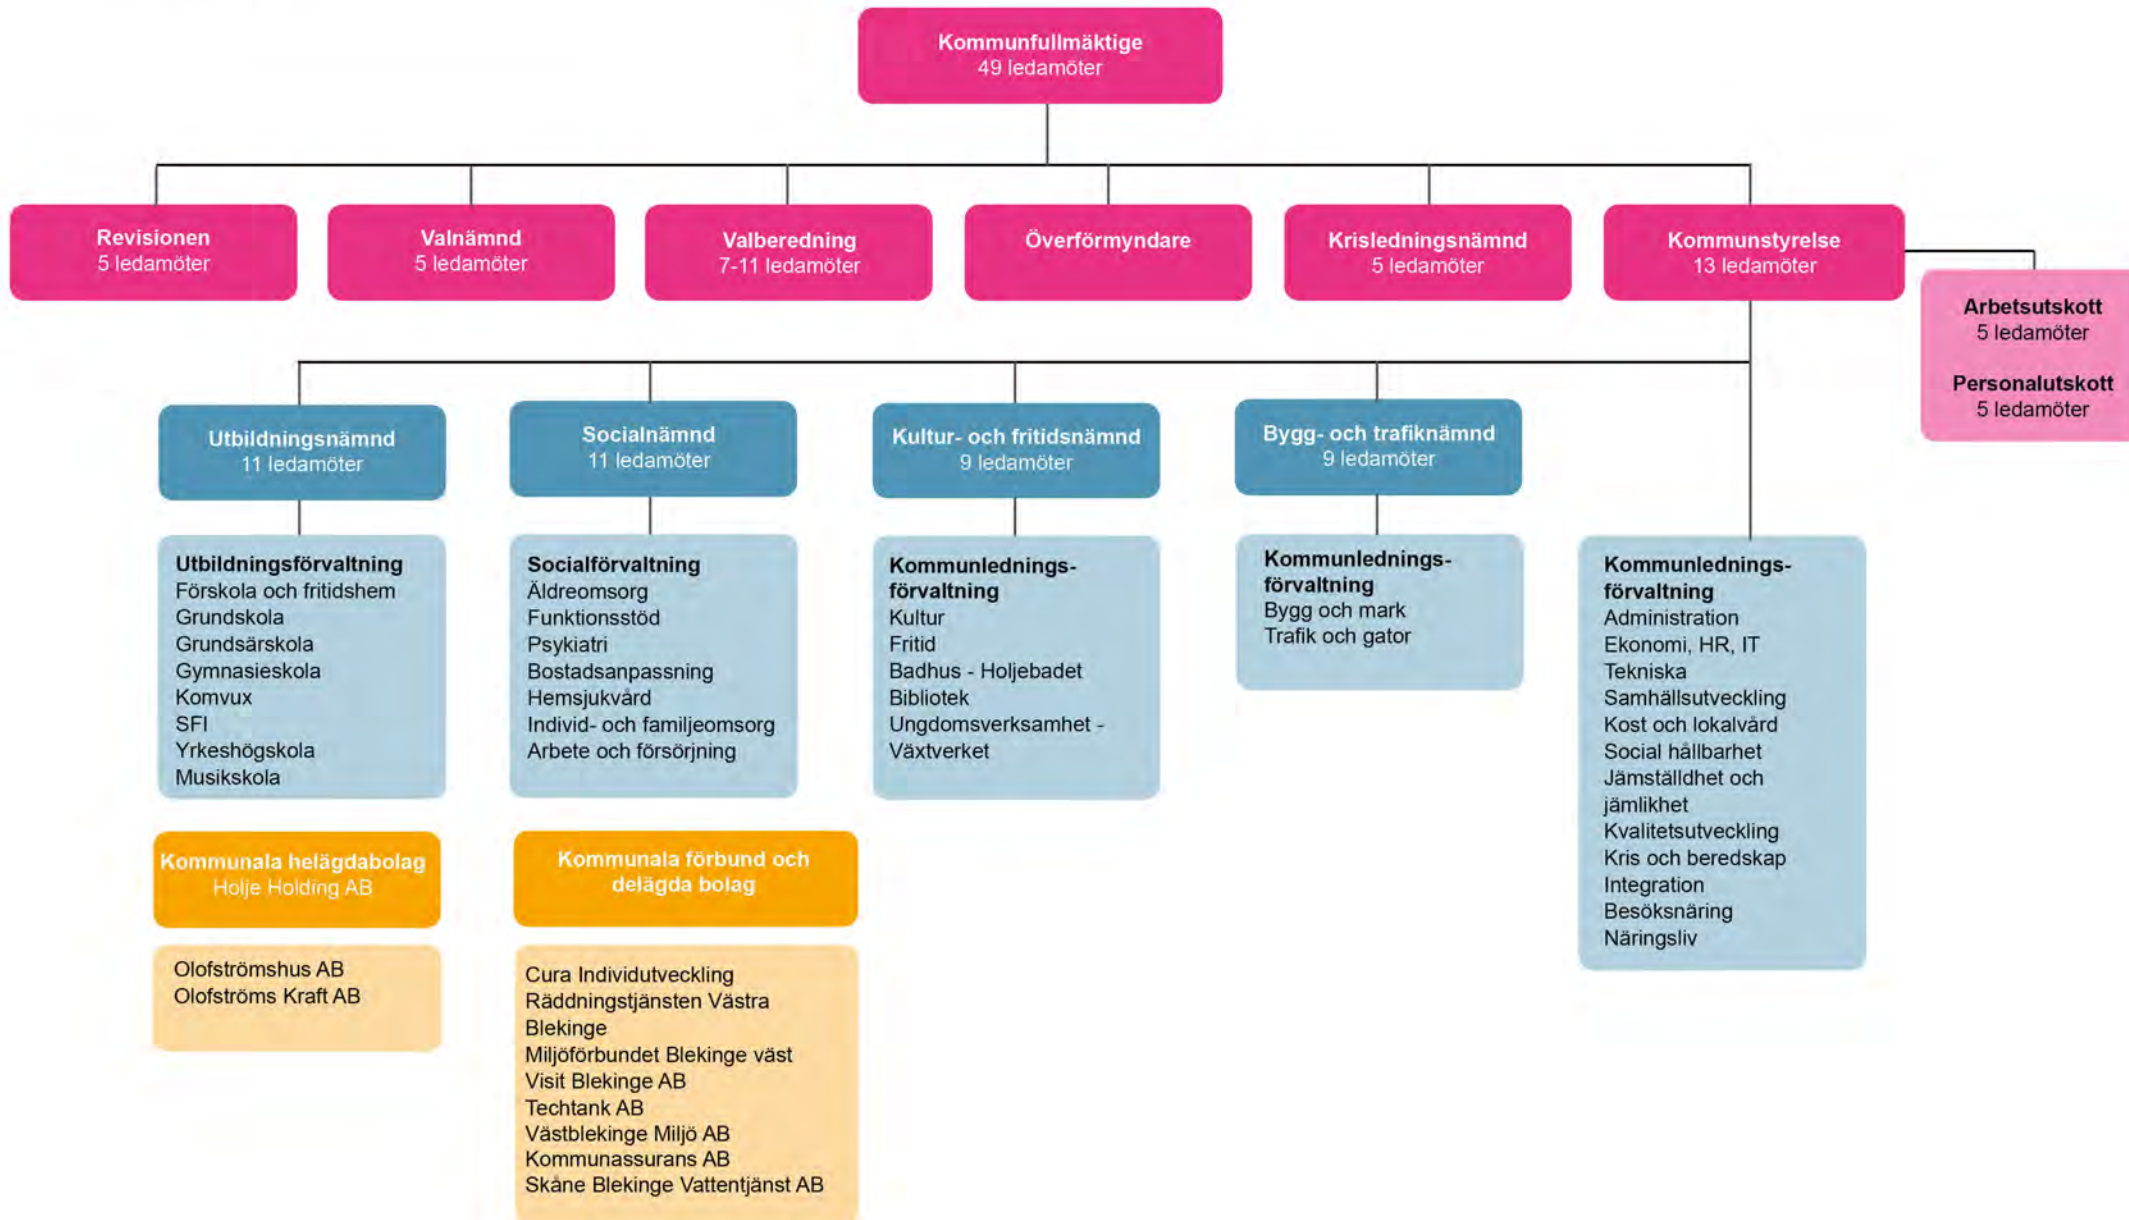 Kommunfullmäktige
49 ledamöter
Revisionen
5 ledamöter
Valnämnd
5 ledamöter
Valberedning
7-11 ledamöter
Överförmyndare
Krisledningsnämnd
5 ledamöter
Kommunstyrelse
13 ledamöter
Arbetsutskott
5 ledamöter
Personalutskott
5 ledamöter
Utbildningsnämnd
11 ledamöter
Socialnämnd
11 ledamöter
Kultur- och fritidsnämnd
9 ledamöter
Bygg- och trafiknämnd
9 ledamöter
Utbildningsförvaltning
Förskola och fritidshem
Grundskola
Grundsärskola
Gymnasieskola
Komvux
SFI
Yrkeshögskola
Musikskola
Socialförvaltning
Äldreomsorg
Funktionsstöd
Psykiatri
Bostadsanpassning
Hemsjukvård
Individ- och familjeomsorg
Arbete och försörjning
Kommunlednings-
förvaltning
Kultur
Fritid
Badhus - Holjebadet
Bibliotek
Ungdomsverksamhet -
Växtverket
Kommunlednings-
förvaltning
Bygg och mark
Trafik och gator
Kommunlednings-
förvaltning
Administration
Ekonomi, HR, IT
Tekniska
Samhällsutveckling
Kost och lokalvård
Social hållbarhet
Jämställdhet och
jämlikhet
Kvalitetsutveckling
Kris och beredskap
Integration
Besöksnäring
Näringsliv
Kommunala helägdabolag
Holje Holding AB
Olofströmshus AB
Olofströms Kraft AB
Kommunala förbund och
delägda bolag
Cura Individutveckling
Räddningstjänsten Västra
Blekinge
Miljöförbundet Blekinge väst
Visit Blekinge AB
Techtank AB
Västblekinge Miljö AB
Kommunassurans AB
Skåne Blekinge Vattentjänst AB